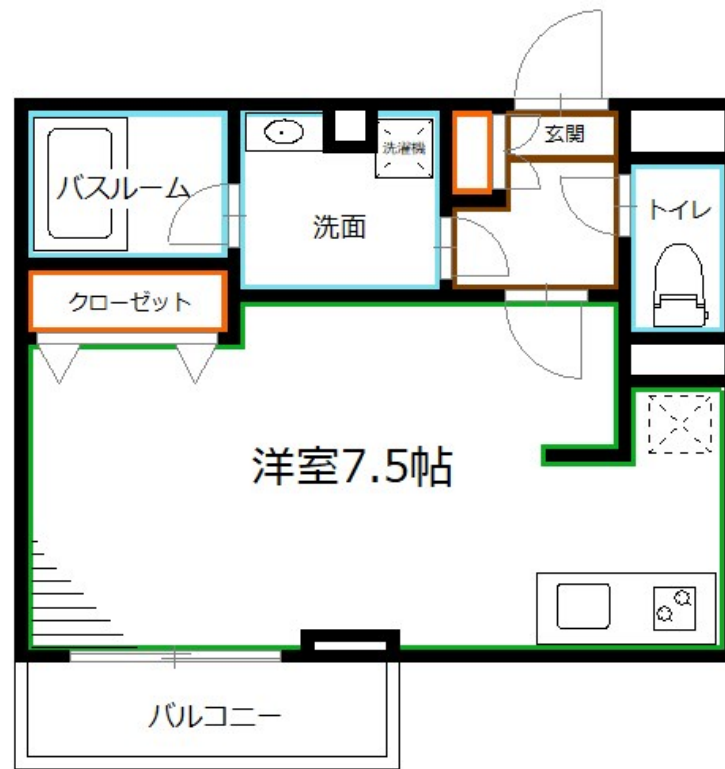 玄関
洗濯機
バスルーム
洗面
トイレ
クローゼット
洋室7.5帖
バルコニー